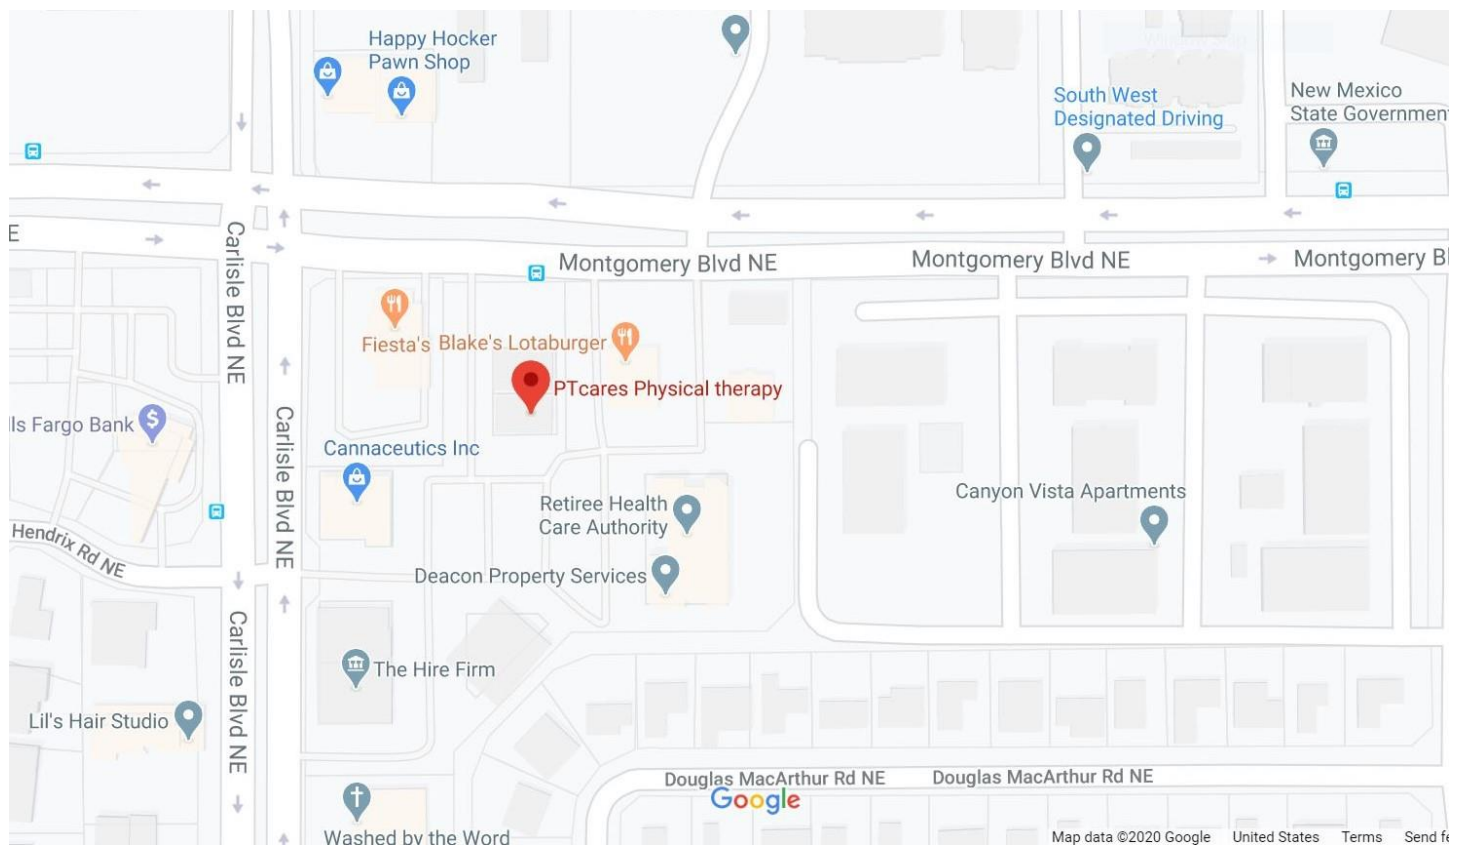 Happy Hocker
Pawn Shop
South West
Designated Driving
New Mexico
State Governmen
E
Carlisle Blvd NE
Montgomery Blvd NE
Montgomery Blvd NE
Montgomery Bl
Fiesta's
Blake's Lotaburger
PTcares Physical therapy
lls Fargo Bank
Carlisle Blvd NE
Cannaceutics Inc
Retiree Health
Care Authority
Canyon Vista Apartments
Hendrix Rd NE
Deacon Property Services
Carlisle Blvd NE
The Hire Firm
Lil's Hair Studio
Douglas MacArthur Rd NE
Douglas MacArthur Rd NE
Google
Washed by the Word
Map data ©2020 Google
United States
Terms
Send fe